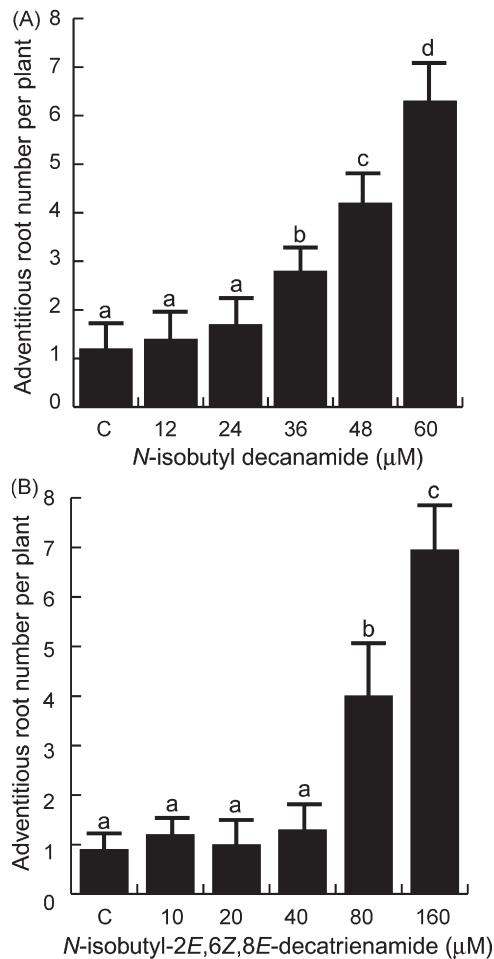 (A)
Adventitious root number per plant
8
7
6
5
4
3
2
1
0
a
a
a
b
c
d
C 12 24 36 48 60
N-isobutyl decanamide (µM)
(B)
Adventitious root number per plant
8
7
6
5
4
3
2
1
0
a
a
a
a
b
c
C 10 20 40 80 160
N-isobutyl-2E,6Z,8E-decatrienamide (µM)